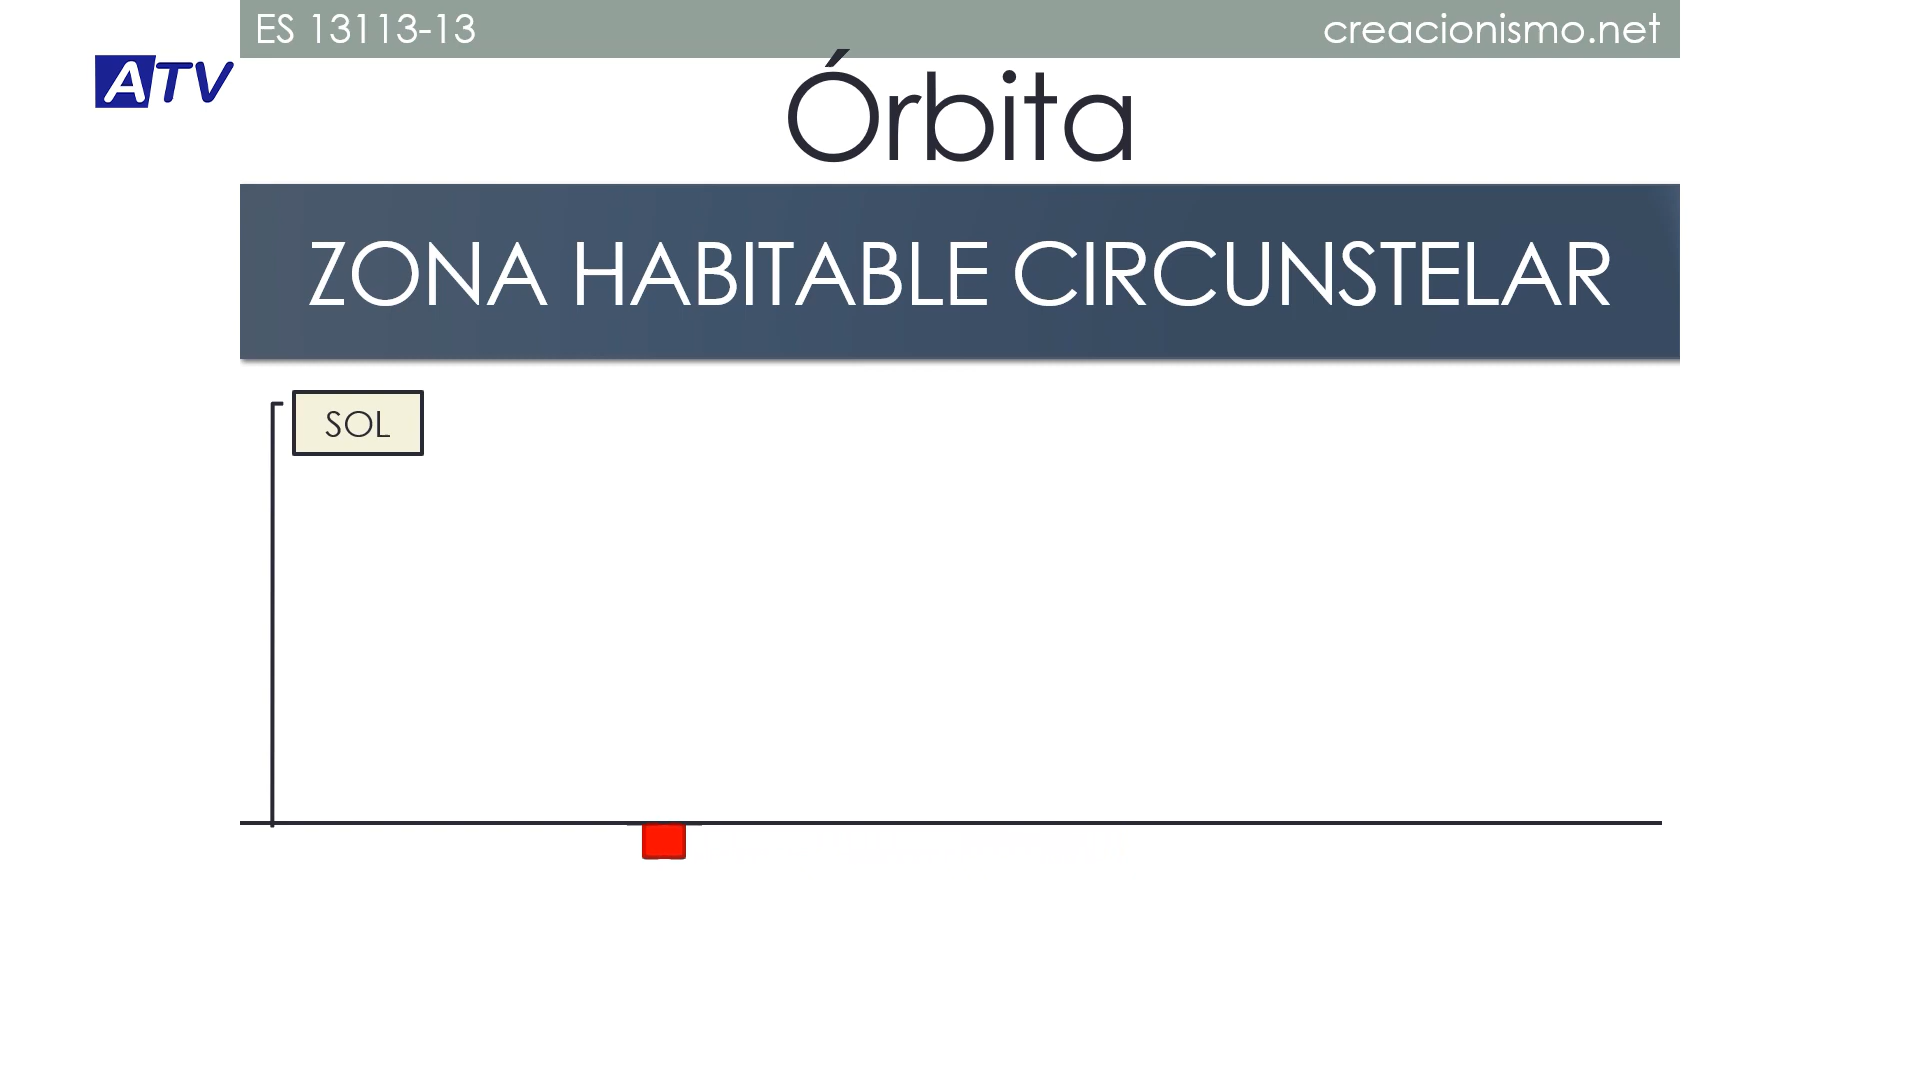 ES 13113-13
creacionismo.net
ATV
Órbita
ZONA HABITABLE CIRCUNSTELAR
SOL